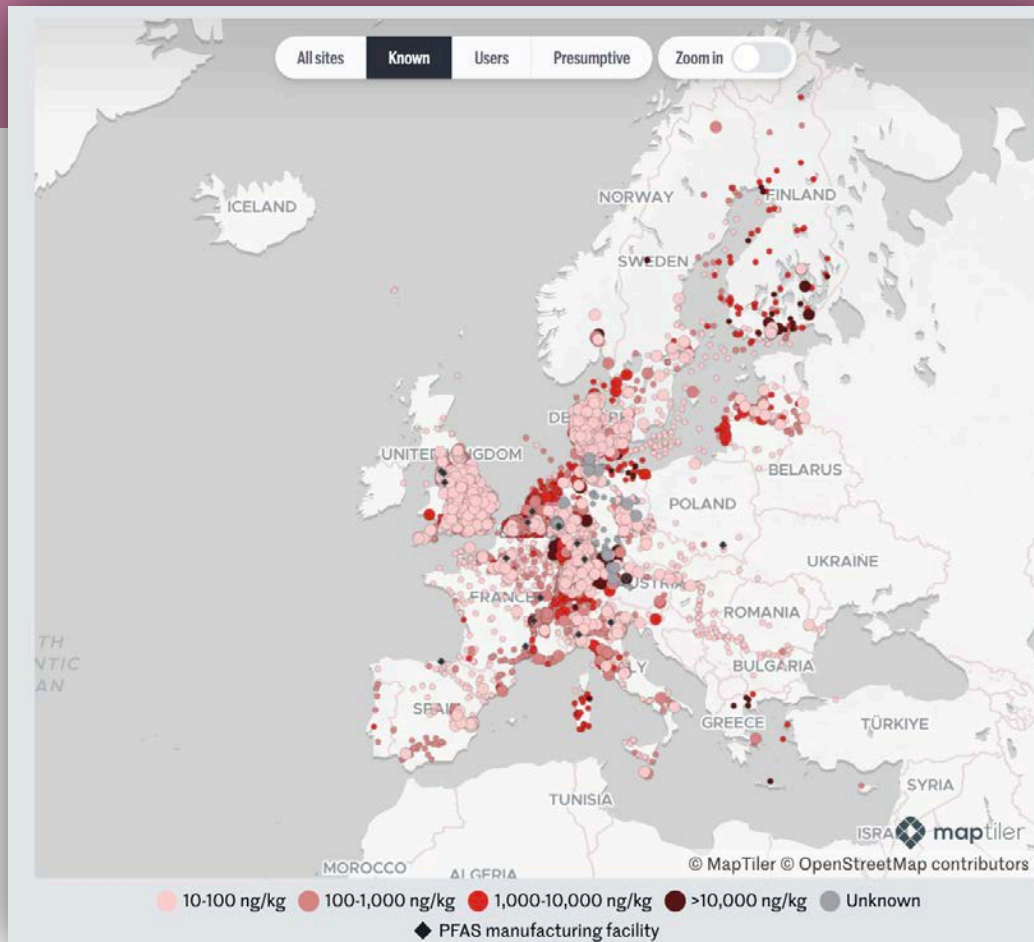 All sites Known Users Presumptive Zoom in
ICELAND
NORWAY FINLAND
SWEDEN
UNITED KINGDOM
BELARUS
POLAND
UKRAINE
FRANCE
ROMANIA
BULGARIA
SPAIN
GREECE TÜRKIYE
SYRIA
TUNISIA
maptiler
MOROCCO ALGERIA
© MapTiler © OpenStreetMap contributors
10-100 ng/kg 100-1,000 ng/kg 1,000-10,000 ng/kg >10,000 ng/kg Unknown
PFAS manufacturing facility